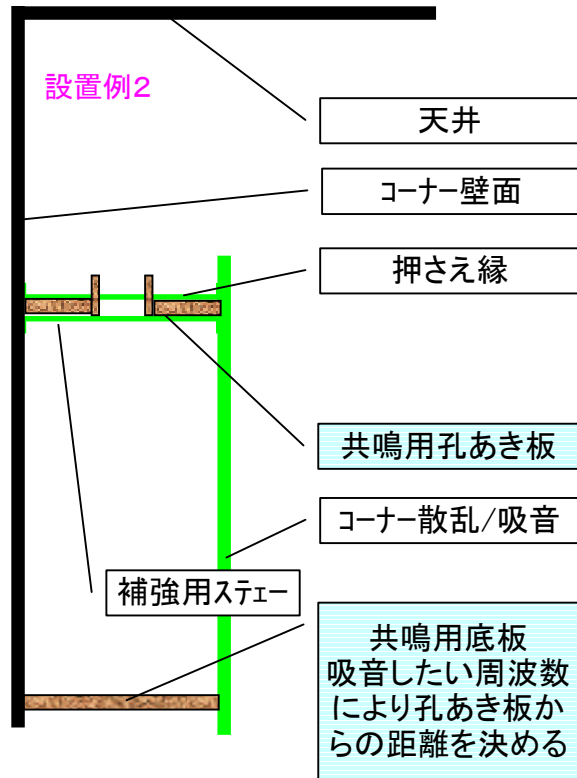 設置例2
天井
コーナー壁面
押さえ縁
共鳴用孔あき板
コーナー散乱/吸音
補強用ステェー
共鳴用底板
吸音したい周波数
により孔あき板か
らの距離を決める